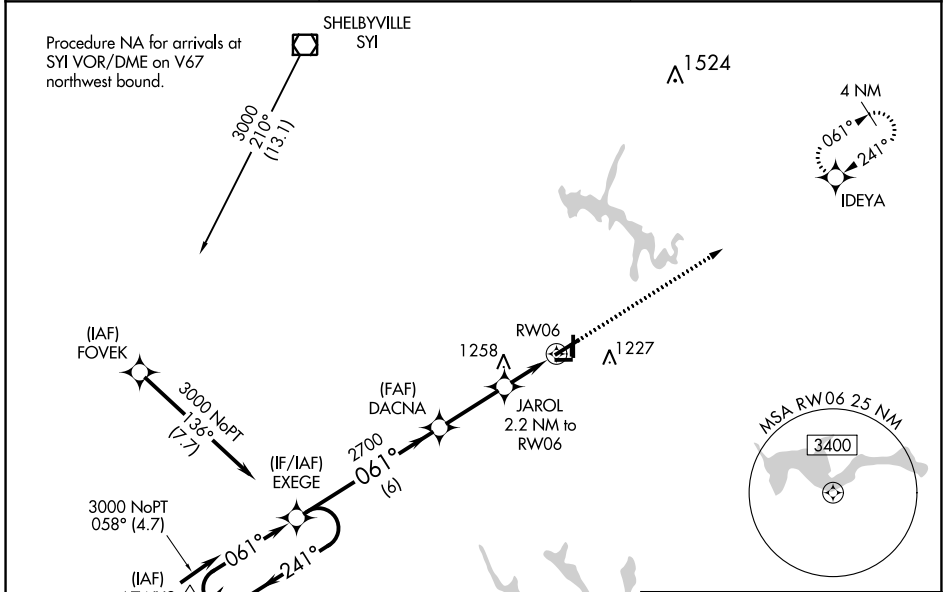 SHELBYVILLE
SYI
Procedure NA for arrivals at
SYI VOR/DME on V67
northwest bound.
1524
4 NM
061°
241°
IDEYA
3000
210°
(13.1)
RW06
1258
1227
(IAF)
FOVEK
3000 NoPT
136°
(7.7)
(FAF)
DACNA
JAROL
2.2 NM to
RW06
2700
061°
(6)
(IF/IAF)
EXEGE
MSA RW06 25 NM
3400
3000 NoPT
058° (4.7)
061°
241°
(IAF)